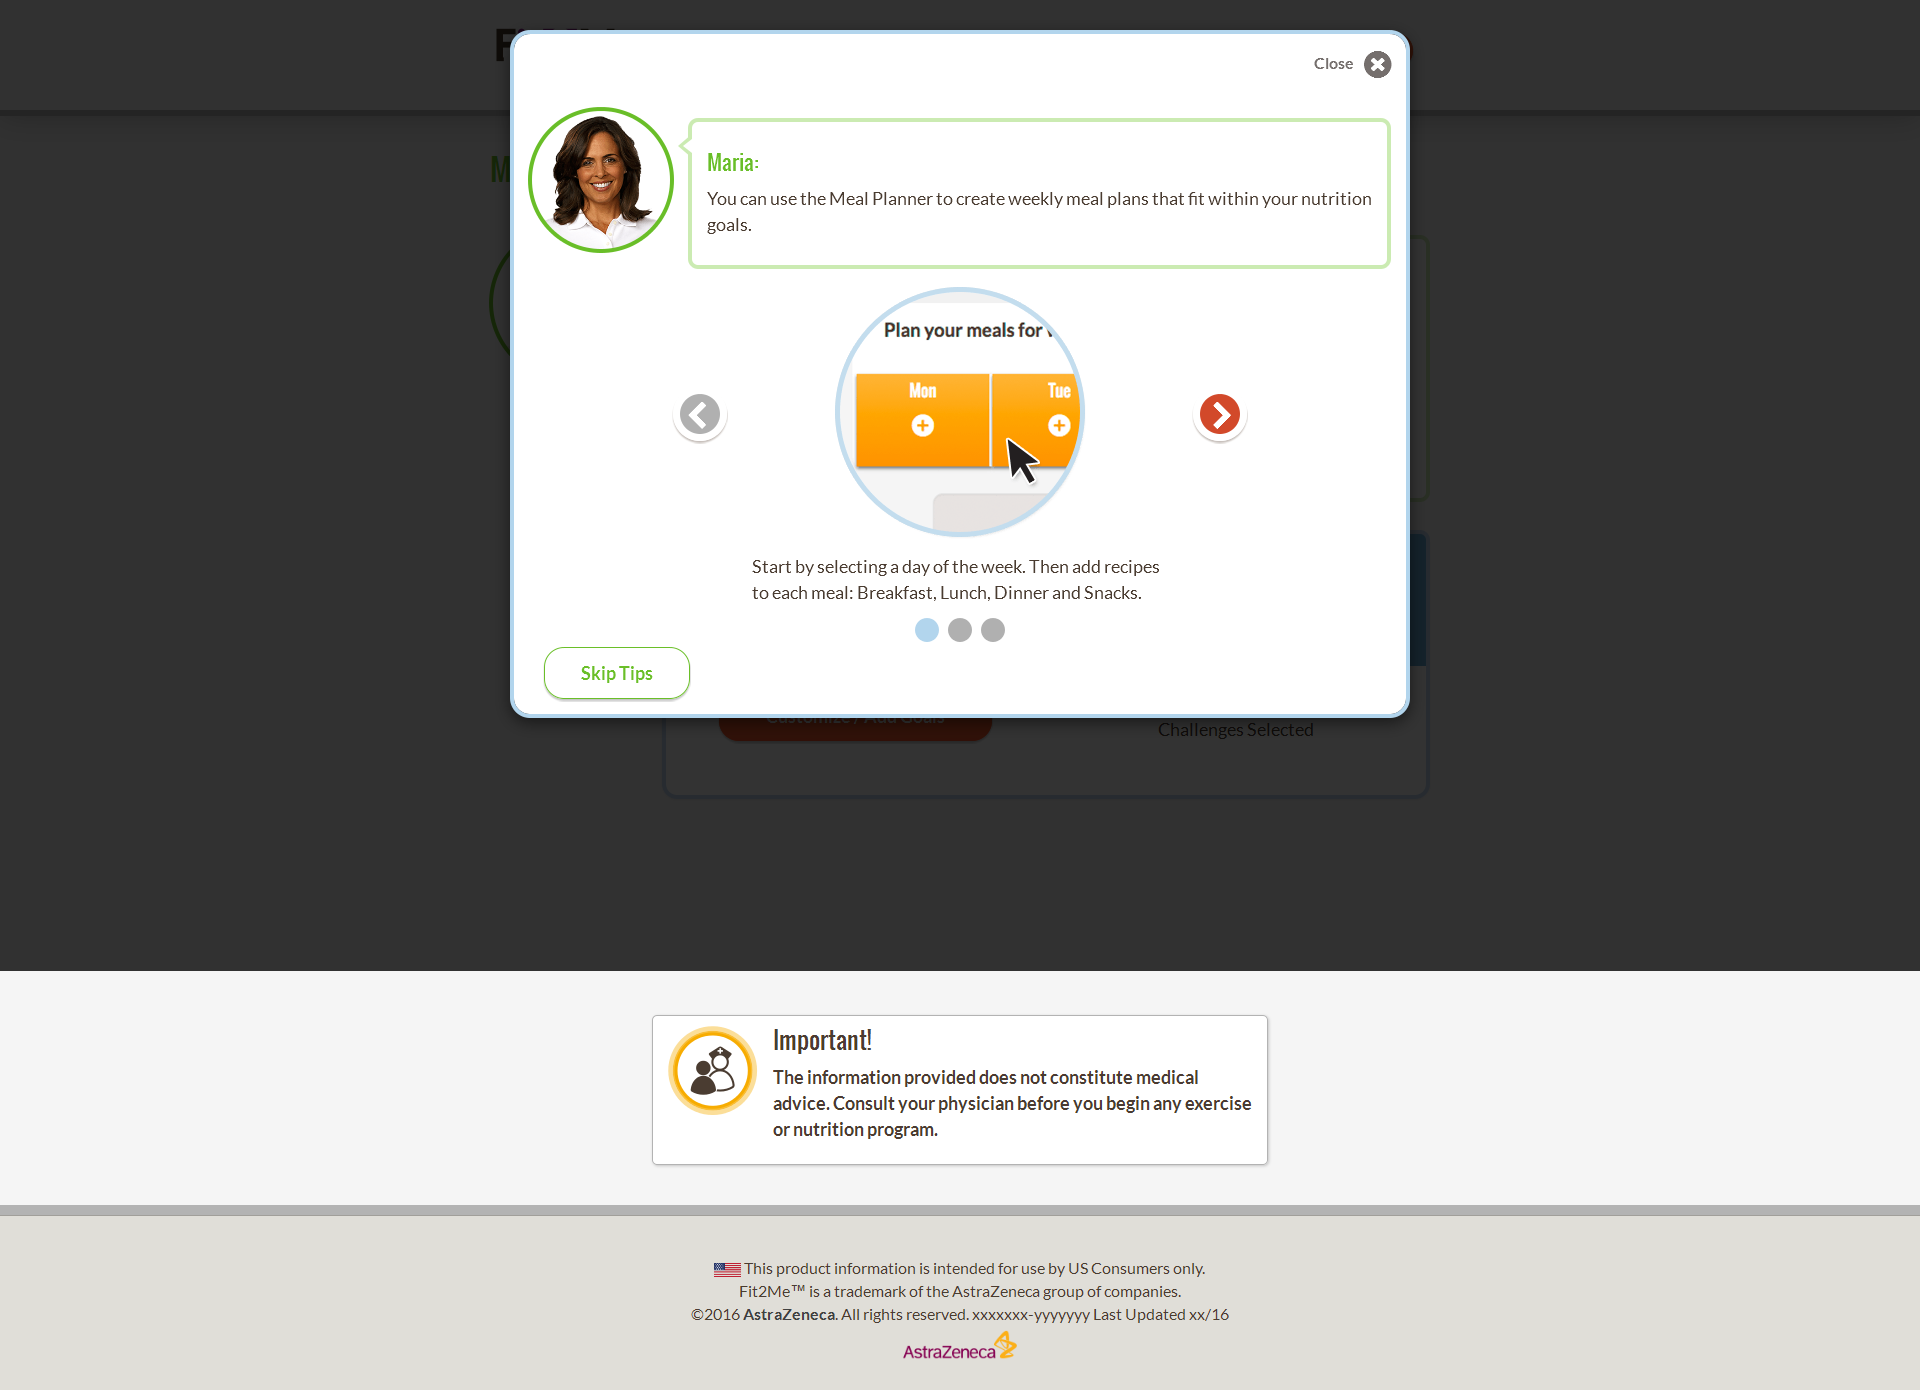 Close
Maria:
You can use the Meal Planner to create weekly meal plans that fit within your nutrition
goals.
Plan your meals for
Mon
Tue
Start by selecting a day of the week. Then add recipes
to each meal: Breakfast, Lunch, Dinner and Snacks.
Skip Tips
Customize / Add Goals
Challenges Selected
Important!
The information provided does not constitute medical
advice. Consult your physician before you begin any exercise
or nutrition program.
This product information is intended for use by US Consumers only.
Fit2Me™ is a trademark of the AstraZeneca group of companies.
©2016 AstraZeneca. All rights reserved. xxxxxxx-yyyyyyy Last Updated xx/16
AstraZeneca